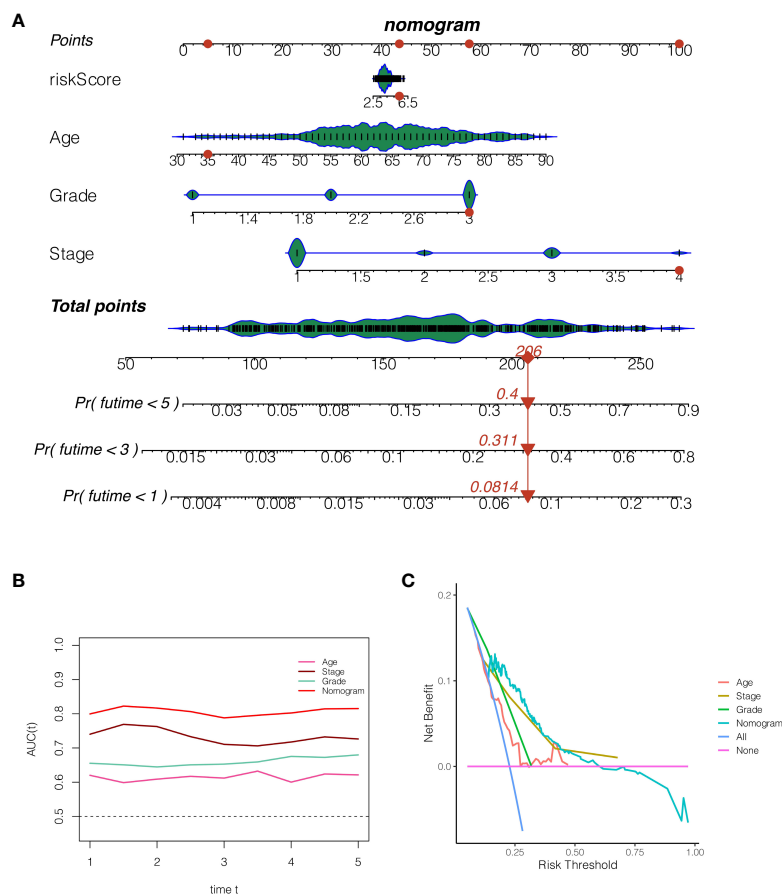 A
nomogram
Points
0 10 20 30 40 50 60 70 80 90 100
riskScore
2.5 6.5
Age
30 35 40 45 50 55 60 65 70 75 80 85 90
Grade
1 1.4 1.8 2.2 2.6 3
Stage
1 1.5 2 2.5 3 3.5 4
Total points
206
50 100 150 200 250
0.4
Pr( futime < 5 )
0.03 0.05 0.08 0.15 0.3 0.5 0.7 0.9
0.311
Pr( futime < 3 )
0.015 0.03 0.06 0.1 0.2 0.4 0.6 0.8
0.0814
Pr( futime < 1 )
0.004 0.008 0.015 0.03 0.06 0.1 0.2 0.3
B
AUC(t)
1.0
0.9
0.8
0.7
0.6
0.5
Age
Stage
Grade
Nomogram
1 2 3 4 5
time t
C
Net Benefit
0.2
0.1
0.0
0.25 0.50 0.75 1.00
Risk Threshold
Age
Stage
Grade
Nomogram
All
None